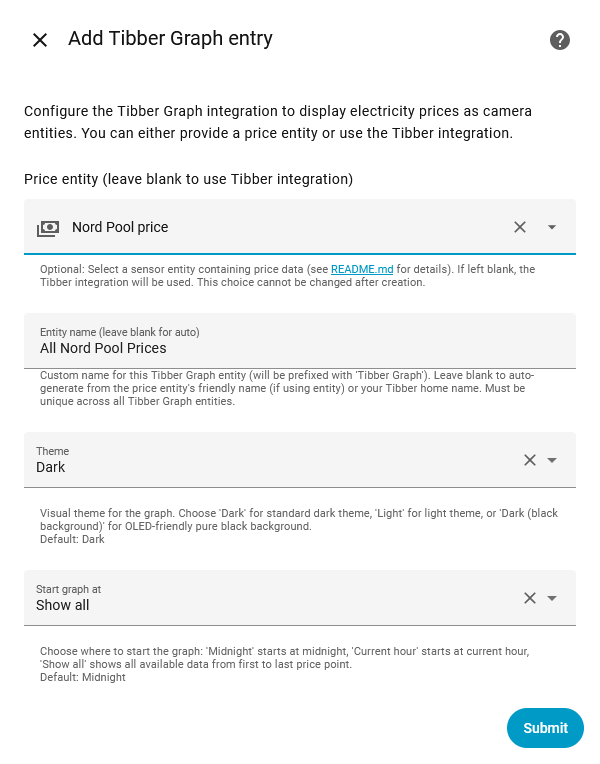 Add Tibber Graph entry
Configure the Tibber Graph integration to display electricity prices as camera
entities. You can either provide a price entity or use the Tibber integration.
Price entity (leave blank to use Tibber integration)
Nord Pool price
Optional: Select a sensor entity containing price data (see README.md for details). If left blank, the
Tibber integration will be used. This choice cannot be changed after creation.
Entity name (leave blank for auto)
All Nord Pool Prices
Custom name for this Tibber Graph entity (will be prefixed with 'Tibber Graph'). Leave blank to auto-
generate from the price entity's friendly name (if using entity) or your Tibber home name. Must be
unique across all Tibber Graph entities.
Theme
Dark
Visual theme for the graph. Choose 'Dark' for standard dark theme, 'Light' for light theme, or 'Dark (black
background)' for OLED-friendly pure black background.
Default: Dark
Start graph at
Show all
Choose where to start the graph: 'Midnight' starts at midnight, 'Current hour' starts at current hour,
'Show all' shows all available data from first to last price point.
Default: Midnight
Submit